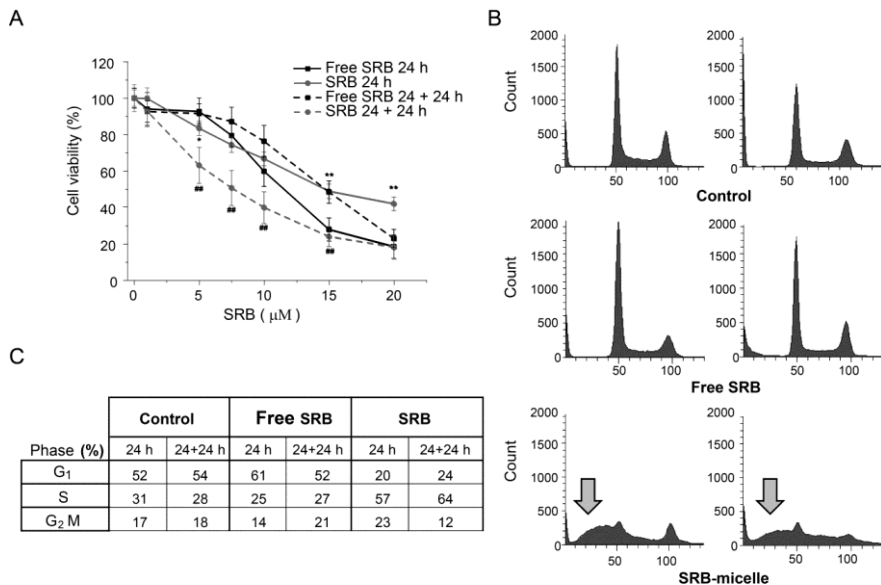 A
Cell viability (%)
120
100
80
60
40
20
0
0 5 10 15 20
SRB ( μM )
Free SRB 24 h
SRB 24 h
Free SRB 24 + 24 h
SRB 24 + 24 h
*
**
**
##
##
##
##
B
Count
2000
1500
1000
500
0
50 100
2000
1500
1000
500
0
50 100
Control
Count
2000
1500
1000
500
0
50 100
2000
1500
1000
500
0
50 100
Free SRB
Count
2000
1500
1000
500
0
50 100
2000
1500
1000
500
0
50 100
SRB-micelle
C
Control Free SRB SRB
Phase (%) 24 h 24+24 h 24 h 24+24 h 24 h 24+24 h
G1 52 54 61 52 20 24
S 31 28 25 27 57 64
G2 M 17 18 14 21 23 12